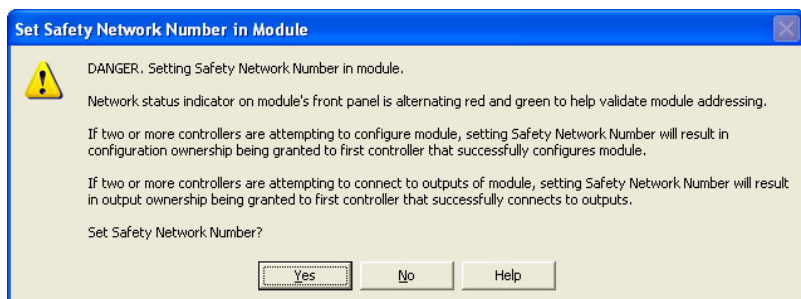 Set Safety Network Number in Module
DANGER. Setting Safety Network Number in module.
Network status indicator on module's front panel is alternating red and green to help validate module addressing.
If two or more controllers are attempting to configure module, setting Safety Network Number will result in
configuration ownership being granted to first controller that successfully configures module.
If two or more controllers are attempting to connect to outputs of module, setting Safety Network Number will result
in output ownership being granted to first controller that successfully connects to outputs.
Set Safety Network Number?
Yes
No
Help